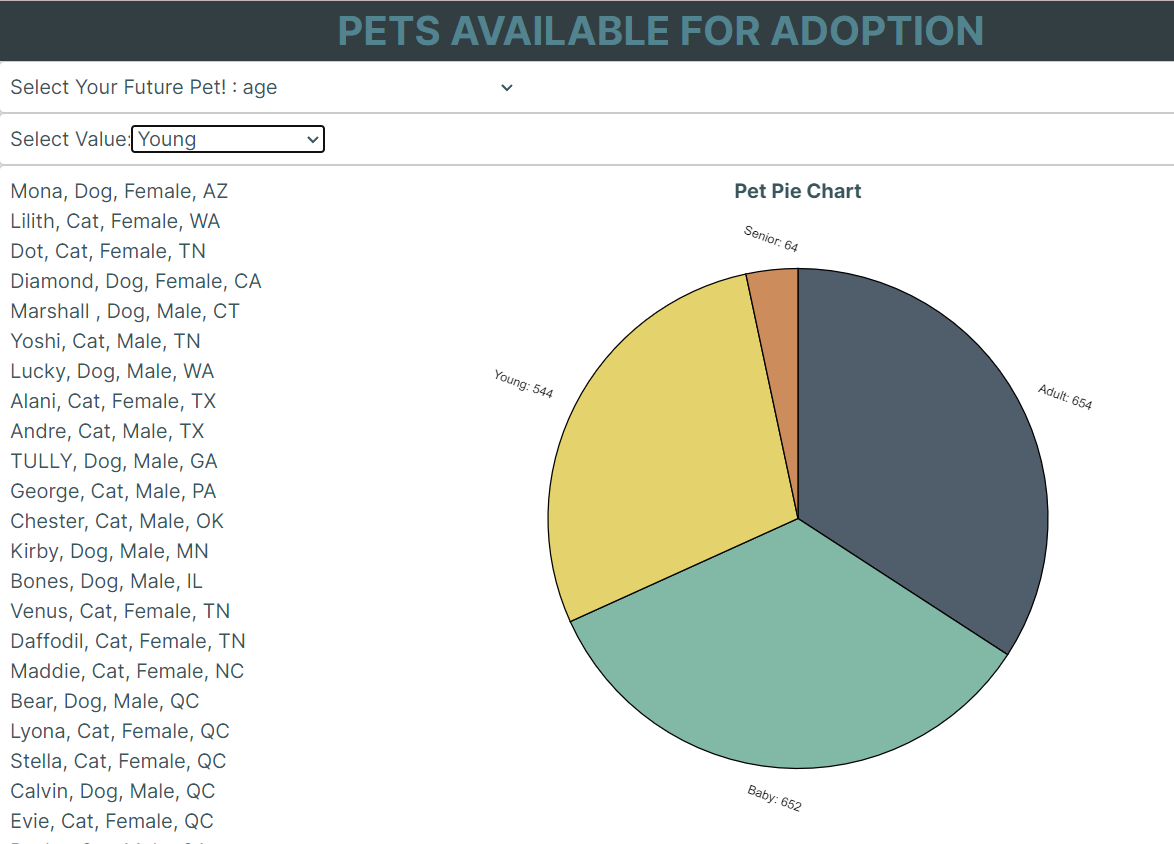 PETS AVAILABLE FOR ADOPTION
Select Your Future Pet! : age
Select Value: Young
Mona, Dog, Female, AZ
Lilith, Cat, Female, WA
Dot, Cat, Female, TN
Diamond, Dog, Female, CA
Marshall , Dog, Male, CT
Yoshi, Cat, Male, TN
Lucky, Dog, Male, WA
Alani, Cat, Female, TX
Andre, Cat, Male, TX
TULLY, Dog, Male, GA
George, Cat, Male, PA
Chester, Cat, Male, OK
Kirby, Dog, Male, MN
Bones, Dog, Male, IL
Venus, Cat, Female, TN
Daffodil, Cat, Female, TN
Maddie, Cat, Female, NC
Bear, Dog, Male, QC
Lyona, Cat, Female, QC
Stella, Cat, Female, QC
Calvin, Dog, Male, QC
Evie, Cat, Female, QC
Pet Pie Chart
Senior: 64
Young: 544
Adult: 654
Baby: 652